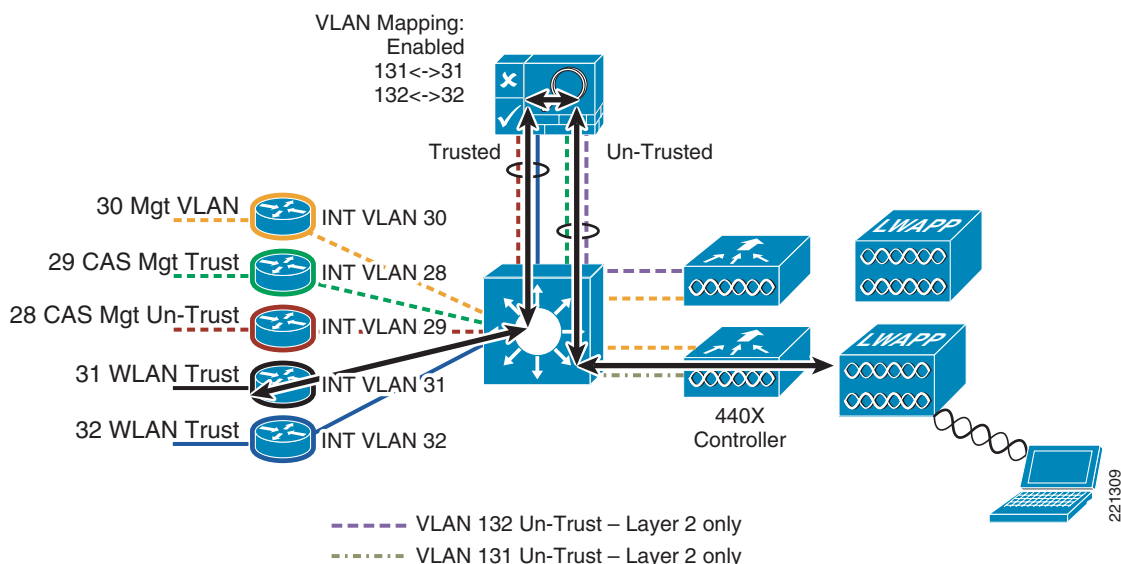 VLAN Mapping:
Enabled
131<->31
132<->32
Trusted
Un-Trusted
30 Mgt VLAN
INT VLAN 30
29 CAS Mgt Trust
INT VLAN 28
28 CAS Mgt Un-Trust
INT VLAN 29
31 WLAN Trust
INT VLAN 31
32 WLAN Trust
INT VLAN 32
LWAPP
LWAPP
440X
Controller
221309
VLAN 132 Un-Trust – Layer 2 only
VLAN 131 Un-Trust – Layer 2 only